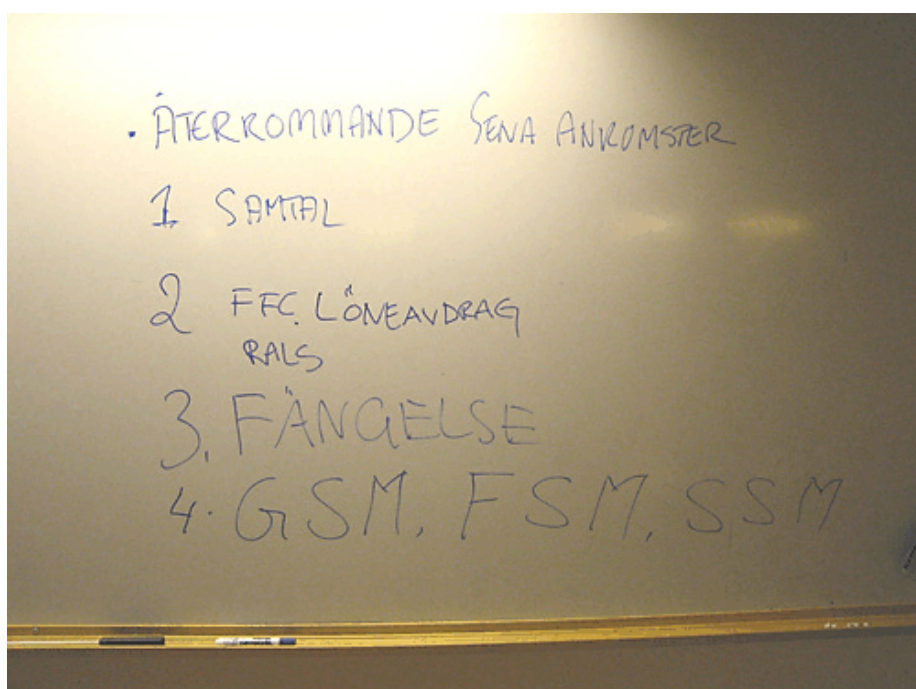 · ÅTERKOMMANDE SENA ANKOMSTER
1 SAMTAL
2 FFC. LÖNEAVDRAG
RALS
3. FÄNGELSE
4. GSM, FSM, SSM